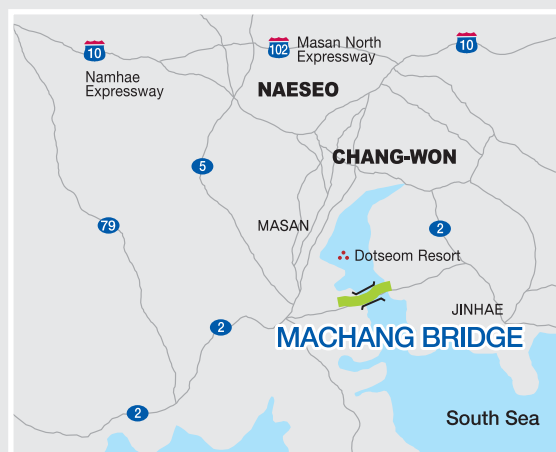 10
102
Masan North
Expressway
10
Namhae
Expressway
NAESEO
CHANG-WON
5
79
MASAN
2
Dotseom Resort
JINHAE
2
MACHANG BRIDGE
2
South Sea